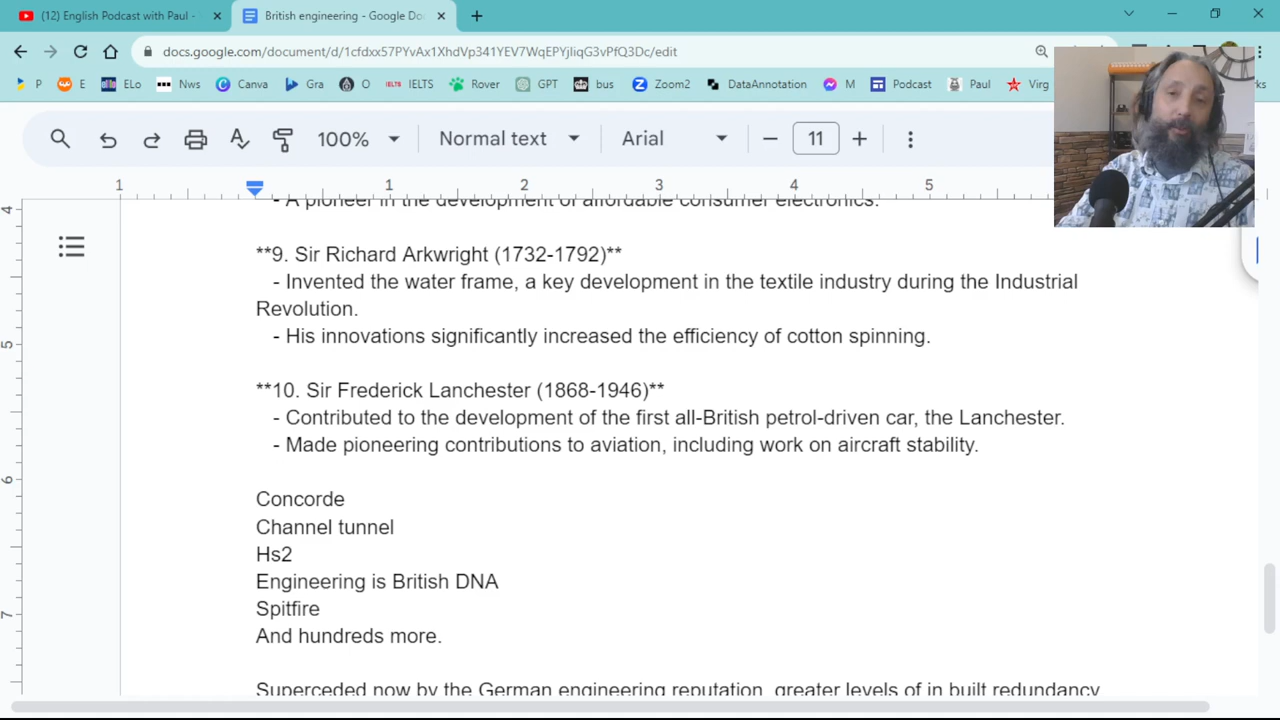 (12) English Podcast with Paul -
British engineering - Google Do
docs.google.com/document/d/1cfdxx57PYvAx1XhdVp341YEV7WqEPYjIiqG3vPfQ3Dc/edit
P E ELo Nws Canva Gra O IELTS Rover GPT bus Zoom2 DataAnnotation M Podcast Paul Virg rks
100% Normal text Arial 11
1 1 2 3 4 5
4
- A pioneer in the development of affordable consumer electronics.
**9. Sir Richard Arkwright (1732-1792)**
- Invented the water frame, a key development in the textile industry during the Industrial
Revolution.
5
- His innovations significantly increased the efficiency of cotton spinning.
**10. Sir Frederick Lanchester (1868-1946)**
- Contributed to the development of the first all-British petrol-driven car, the Lanchester.
- Made pioneering contributions to aviation, including work on aircraft stability.
6
Concorde
Channel tunnel
Hs2
Engineering is British DNA
Spitfire
7
And hundreds more.
Superceded now by the German engineering reputation, greater levels of in built redundancy